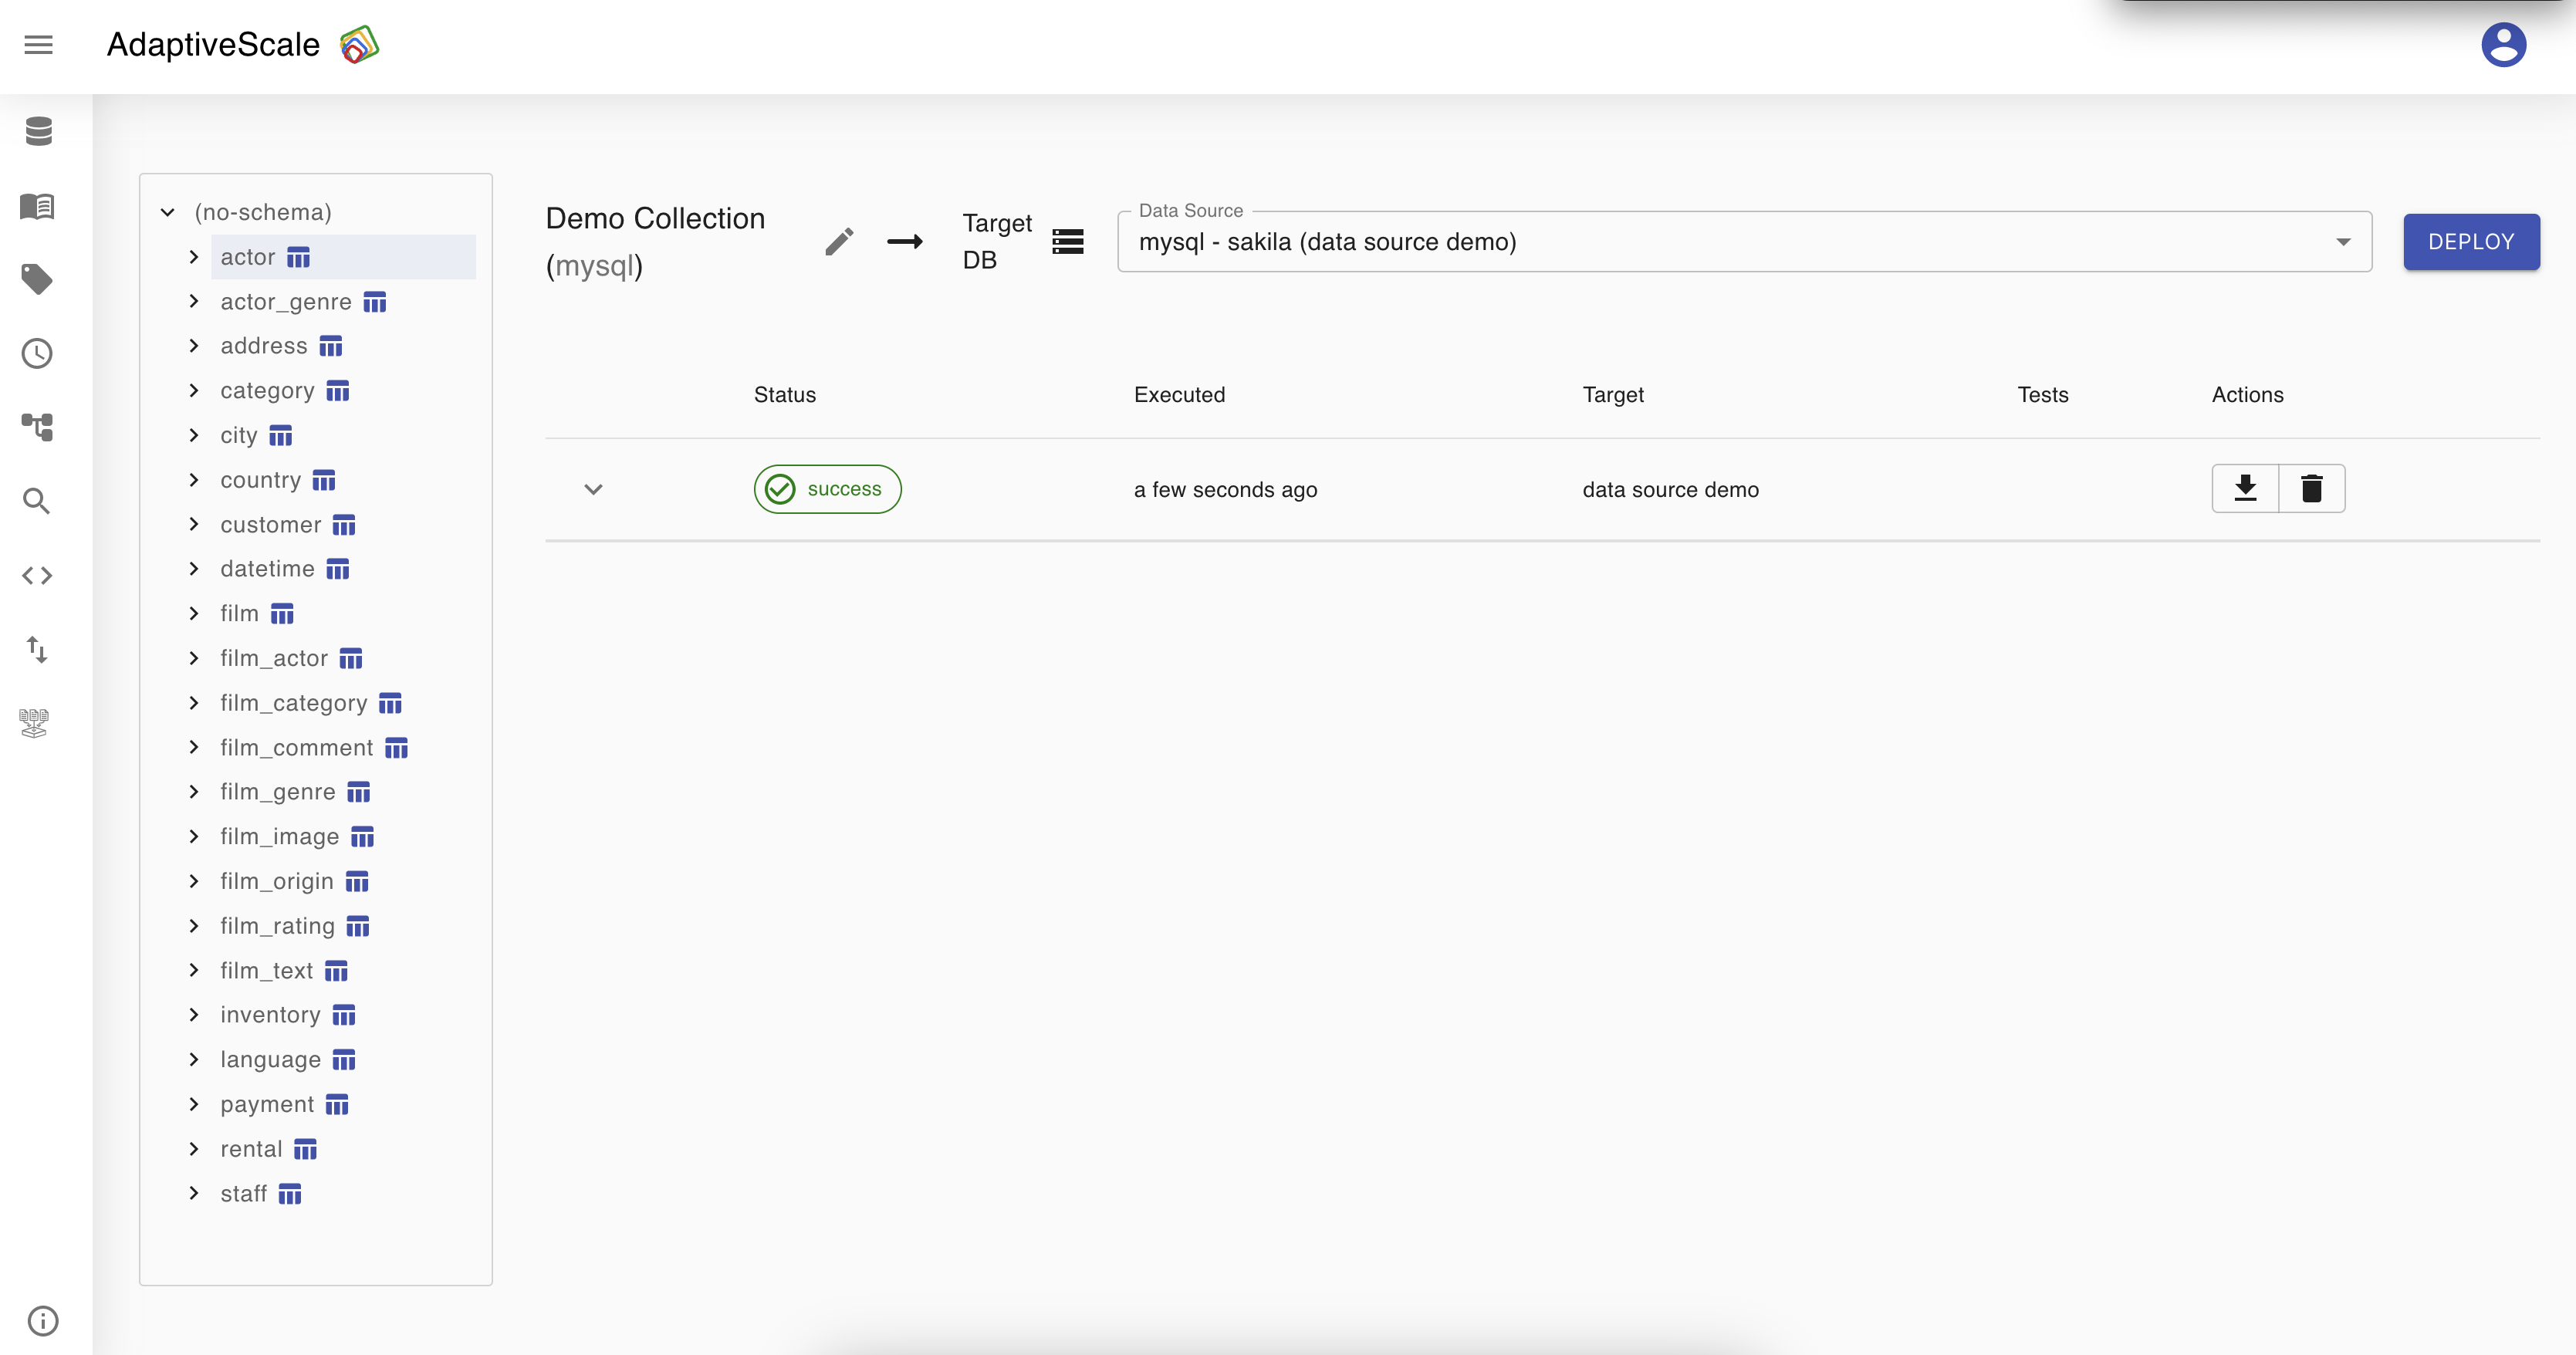 AdaptiveScale
(no-schema)
actor
actor_genre
address
category
city
country
customer
datetime
film
film_actor
film_category
film_comment
film_genre
film_image
film_origin
film_rating
film_text
inventory
language
payment
rental
staff
Demo Collection
(mysql)
Target
DB
Data Source
mysql - sakila (data source demo)
DEPLOY
Status Executed Target Tests Actions
success a few seconds ago data source demo